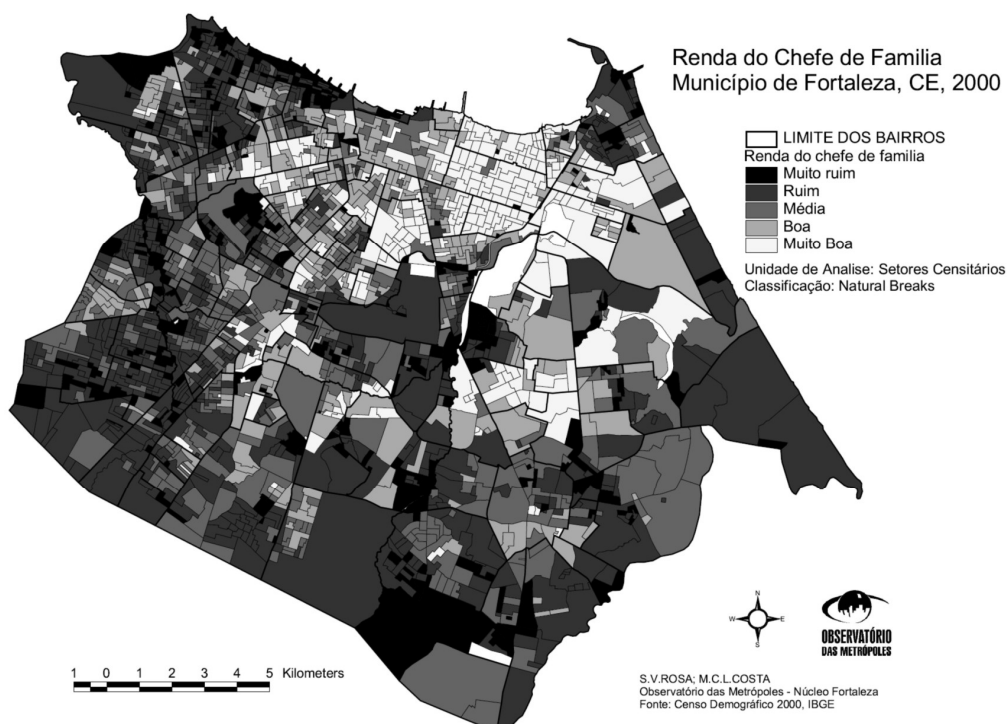 Renda do Chefe de Familia
Município de Fortaleza, CE, 2000
LIMITE DOS BAIRROS
Renda do chefe de familia
Muito ruim
Ruim
Média
Boa
Muito Boa
Unidade de Analise: Setores Censitários
Classificação: Natural Breaks
N
W E
S
OBSERVATÓRIO
DAS METRÓPOLES
1 0 1 2 3 4 5 Kilometers
S.V.ROSA; M.C.L.COSTA
Observatório das Metrópoles - Núcleo Fortaleza
Fonte: Censo Demográfico 2000, IBGE